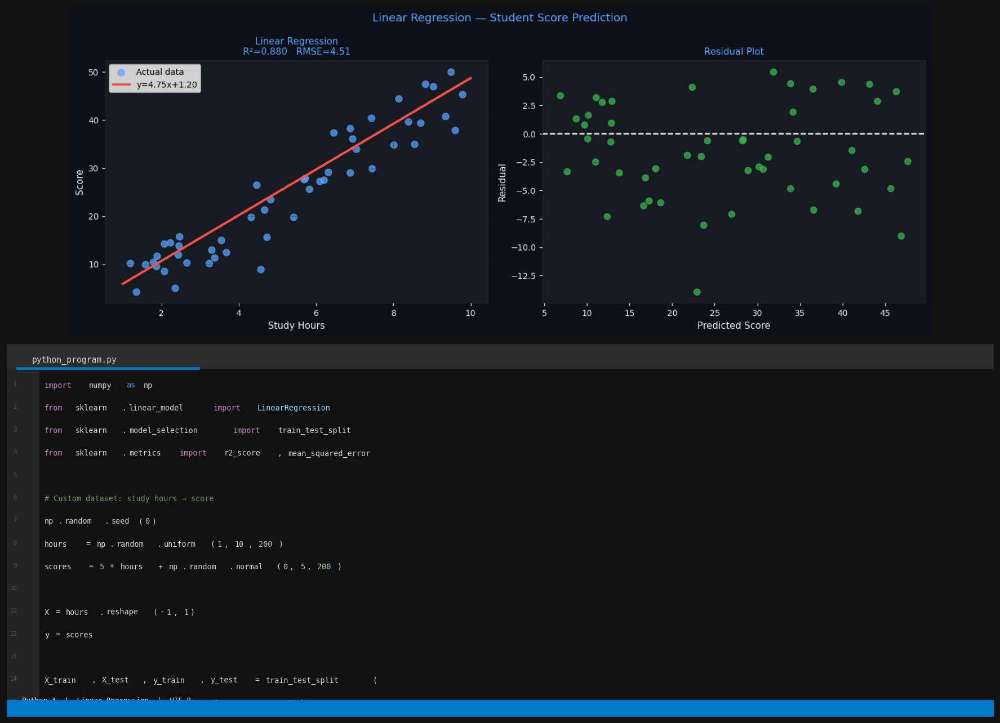 Linear Regression — Student Score Prediction
Linear Regression
R²=0.880 RMSE=4.51
Actual data
y=4.75x+1.20
50
40
30
20
10
Score
2 4 6 8 10
Study Hours
Residual Plot
5.0
2.5
0.0
−2.5
−5.0
−7.5
−10.0
−12.5
Residual
5 10 15 20 25 30 35 40 45
Predicted Score
python_program.py
1 import numpy as np
2 from sklearn .linear_model import LinearRegression
3 from sklearn .model_selection import train_test_split
4 from sklearn .metrics import r2_score , mean_squared_error
5
6 # Custom dataset: study hours → score
7 np .random .seed (0)
8 hours = np .random .uniform (1, 10 , 200 )
9 scores = 5 * hours + np .random .normal (0, 5, 200 )
10
11 X = hours .reshape (-1, 1)
12 y = scores
13
14 X_train , X_test , y_train , y_test = train_test_split (
Python 3 | Linear Regression | UTF-8